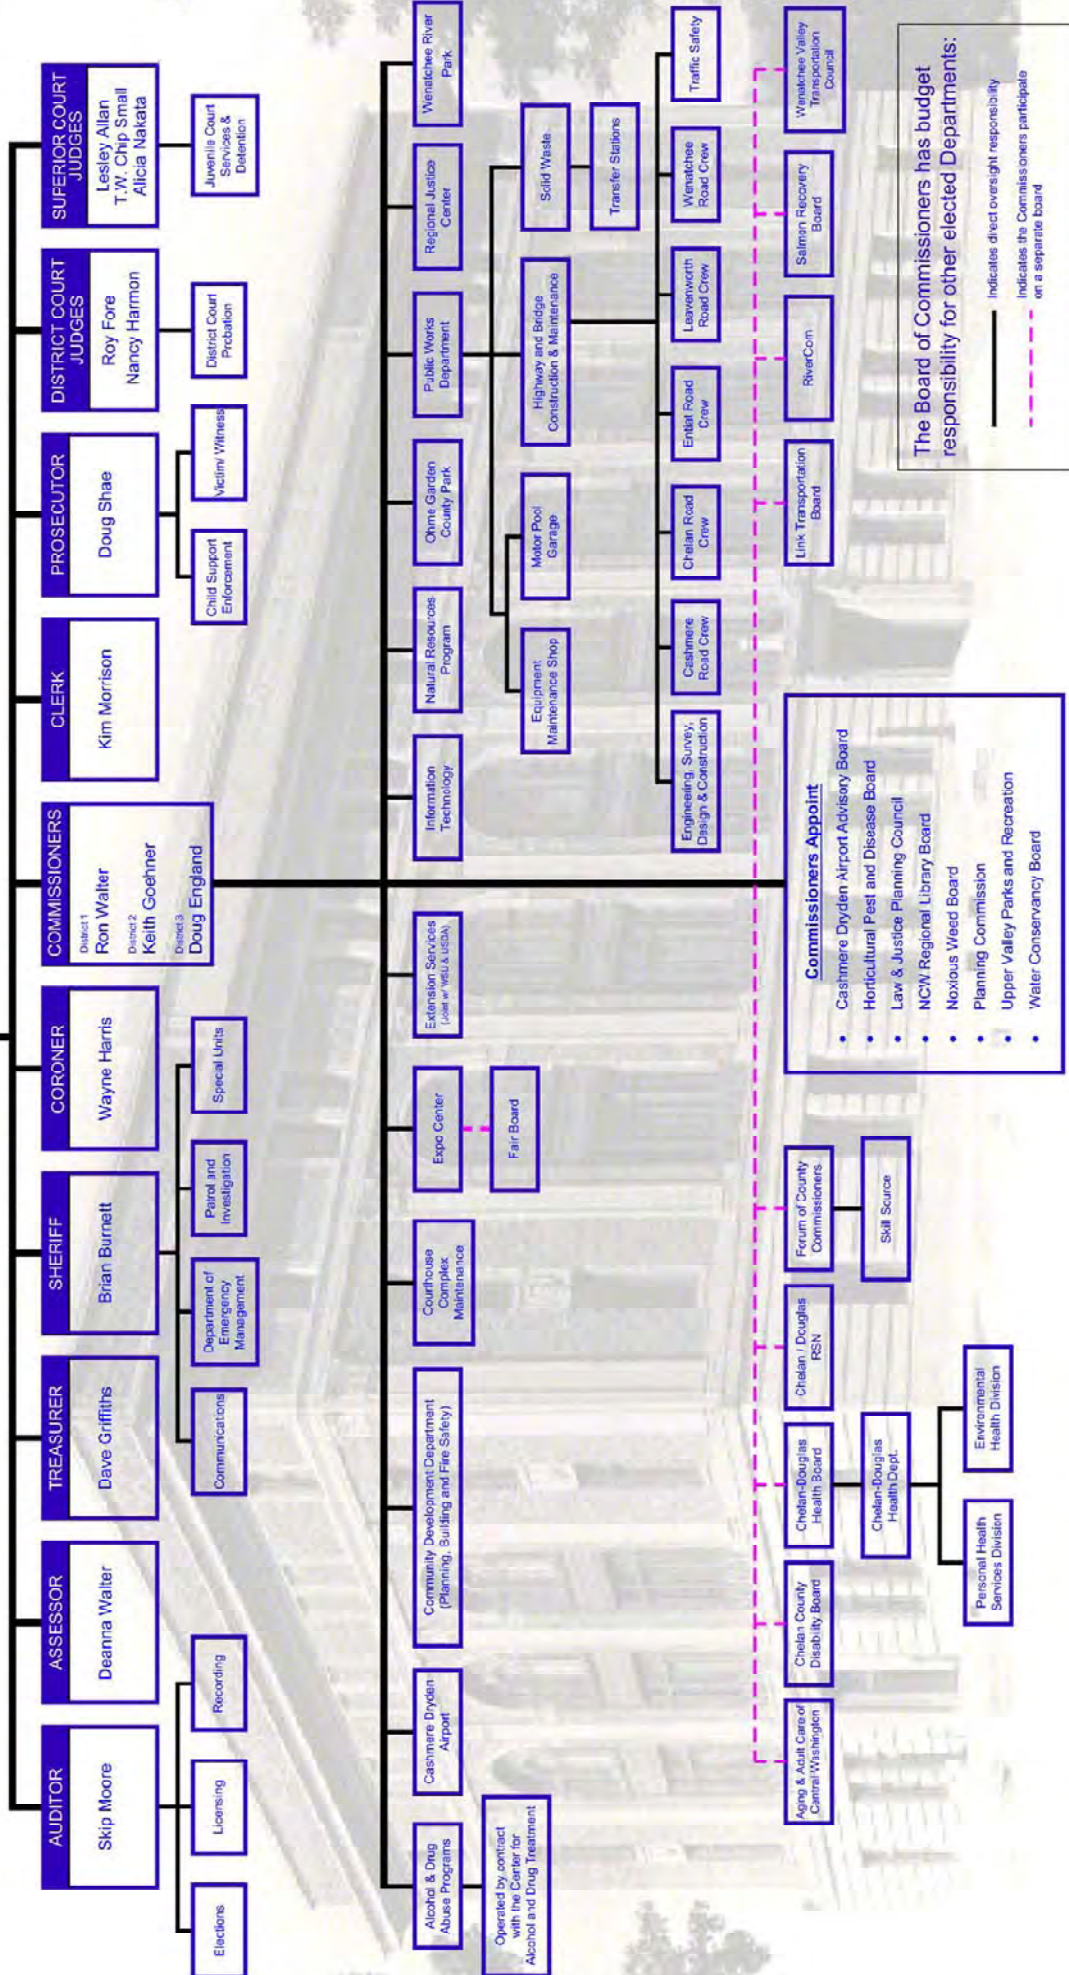 AUDITOR
Skip Moore
Elections
Licensing
Recording
ASSESSOR
Deanna Walter
TREASURER
Dave Griffiths
SHERIFF
Brian Burnett
Communications
Department of
Emergency
Management
Patrol and
Investigation
Special Units
CORONER
Wayne Harris
COMMISSIONERS
District 1
Ron Walter
District 2
Keith Goehner
District 3
Doug England
CLERK
Kim Morrison
PROSECUTOR
Doug Shae
Child Support
Enforcement
Victim/ Witness
DISTRICT COURT
JUDGES
Roy Fore
Nancy Harmon
District Court
Probation
SUPERIOR COURT
JUDGES
Lesley Allan
T.W. Chip Small
Alicia Nakata
Juvenile Court
Services &
Detention
Alcohol & Drug
Abuse Programs
Operated by contract
with the Center for
Alcohol and Drug Treatment
Cashmere Dryden
Airport
Community Development Department
(Planning, Building and Fire Safety)
Courthouse
Complex
Maintenance
Expo Center
Fair Board
Extension Services
(Joint w/ WSU & USDA)
Information
Technology
Natural Resources
Program
Ohme Garden
County Park
Public Works
Department
Regional Justice
Center
Wenatchee River
Park
Equipment
Maintenance Shop
Motor Pool
Garage
Highway and Bridge
Construction & Maintenance
Solid Waste
Transfer Stations
Engineering, Survey,
Design & Construction
Cashmere
Road Crew
Chelan Road
Crew
Entiat Road
Crew
Leavenworth
Road Crew
Wenatchee
Road Crew
Traffic Safety
Aging & Adult Care of
Central Washington
Chelan County
Disability Board
Chelan-Douglas
Health Board
Chelan-Douglas
Health Dept.
Personal Health
Services Division
Environmental
Health Division
Chelan / Douglas
RSN
Forum of County
Commissioners
Skill Source
Commissioners Appoint
• Cashmere Dryden Airport Advisory Board
• Horticultural Pest and Disease Board
• Law & Justice Planning Council
• NCW Regional Library Board
• Noxious Weed Board
• Planning Commission
• Upper Valley Parks and Recreation
• Water Conservancy Board
Link Transportation
Board
RiverCom
Salmon Recovery
Board
Wenatchee Valley
Transportation
Council
The Board of Commissioners has budget
responsibility for other elected Departments:
Indicates direct oversight responsibility
Indicates the Commissioners participate
on a separate board